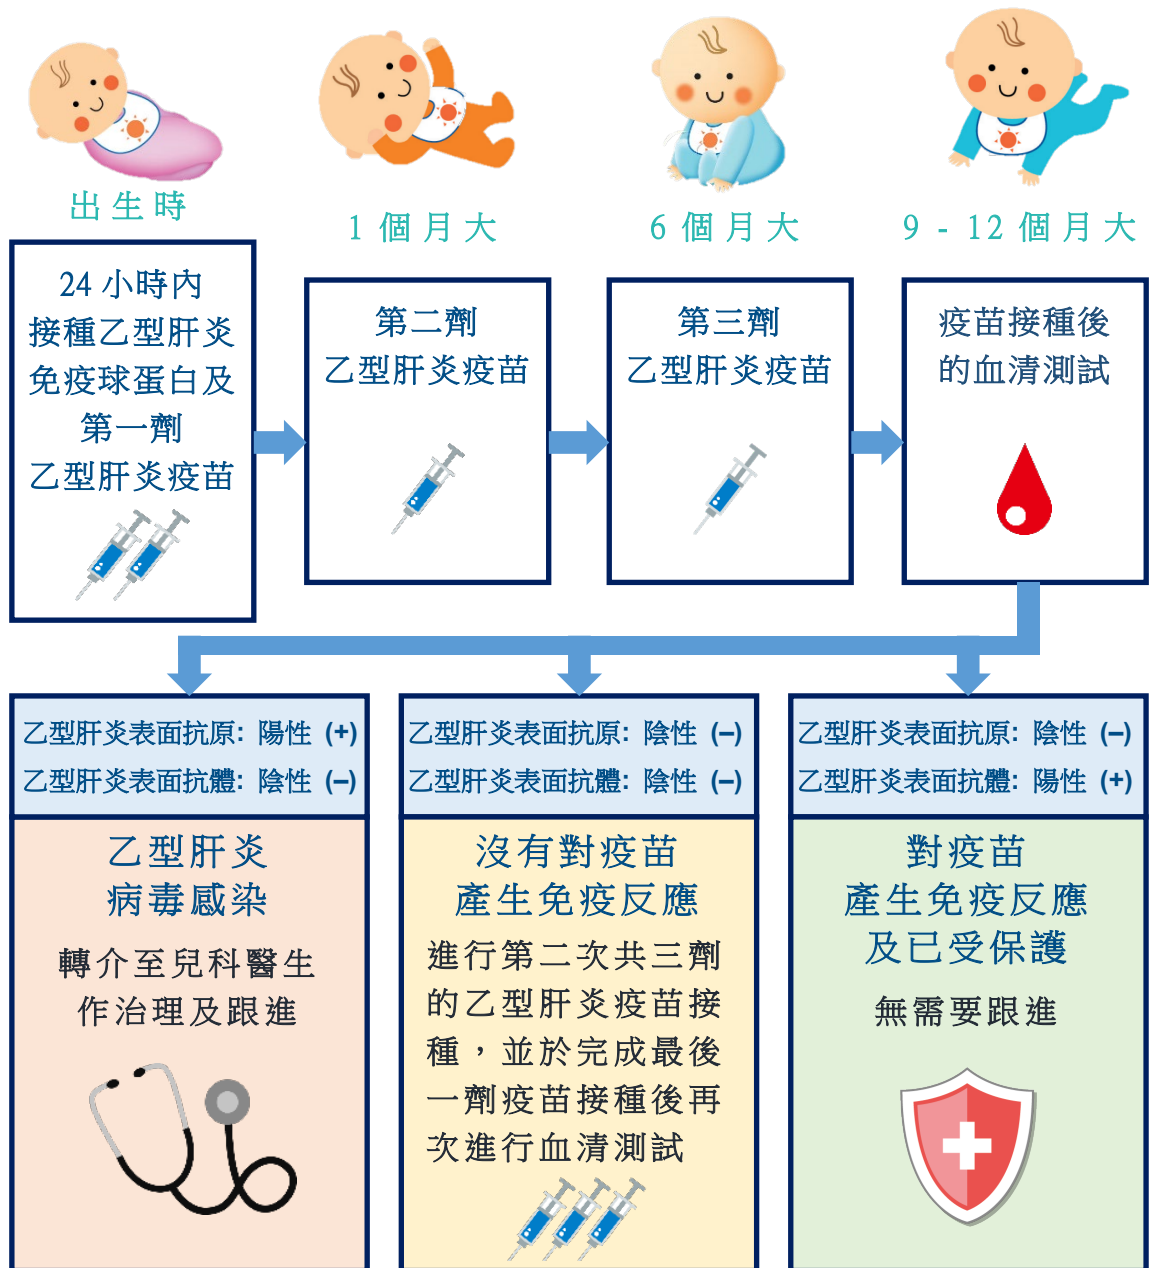 出生時
1 個月大
6 個月大
9 - 12 個月大
24 小時內
接種乙型肝炎
免疫球蛋白及
第一劑
乙型肝炎疫苗
第二劑
乙型肝炎疫苗
第三劑
乙型肝炎疫苗
疫苗接種後
的血清測試
乙型肝炎表面抗原: 陽性 (+)
乙型肝炎表面抗體: 陰性 (–)
乙型肝炎
病毒感染
轉介至兒科醫生
作治理及跟進
乙型肝炎表面抗原: 陰性 (–)
乙型肝炎表面抗體: 陰性 (–)
沒有對疫苗
產生免疫反應
進行第二次共三劑
的乙型肝炎疫苗接
種，並於完成最後
一劑疫苗接種後再
次進行血清測試
乙型肝炎表面抗原: 陰性 (–)
乙型肝炎表面抗體: 陽性 (+)
對疫苗
產生免疫反應
及已受保護
無需要跟進